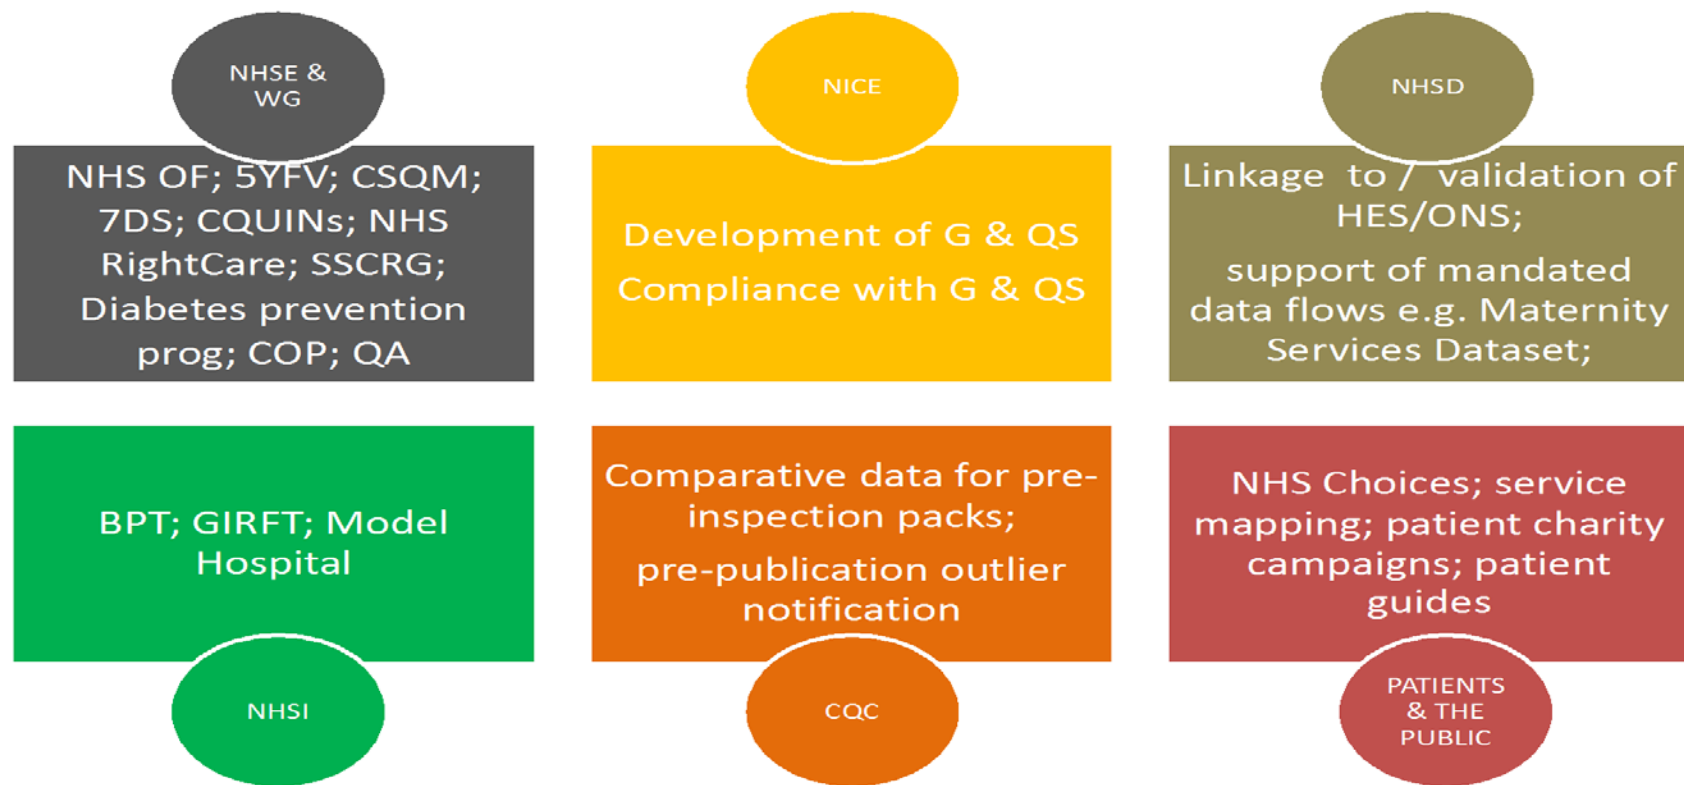 NHSE &
WG
NHS OF; 5YFV; CSQM;
7DS; CQUINs; NHS
RightCare; SSCRG;
Diabetes prevention
prog; COP; QA
NICE
Development of G & QS
Compliance with G & QS
NHSD
Linkage to / validation of
HES/ONS;
support of mandated
data flows e.g. Maternity
Services Dataset;
BPT; GIRFT; Model
Hospital
NHSI
Comparative data for pre-
inspection packs;
pre-publication outlier
notification
CQC
NHS Choices; service
mapping; patient charity
campaigns; patient
guides
PATIENTS
& THE
PUBLIC